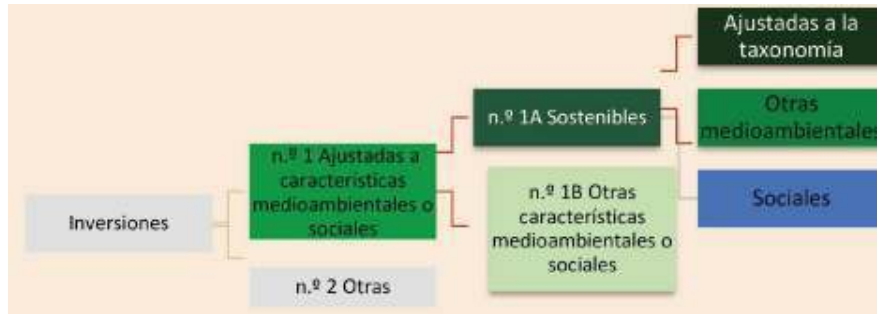 Inversiones
n.º 1 Ajustadas a
características
medioambientales o
sociales
n.º 2 Otras
n.º 1A Sostenibles
n.º 1B Otras
características
medioambientales o
sociales
Ajustadas a la
taxonomía
Otras
medioambientales
Sociales